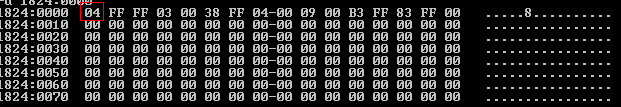 1824:0000 04 FF FF 03 00 38 FF 04-00 09 00 B3 FF 83 FF 00 .....8..........
1824:0010 00 00 00 00 00 00 00 00-00 00 00 00 00 00 00 00 ................
1824:0020 00 00 00 00 00 00 00 00-00 00 00 00 00 00 00 00 ................
1824:0030 00 00 00 00 00 00 00 00-00 00 00 00 00 00 00 00 ................
1824:0040 00 00 00 00 00 00 00 00-00 00 00 00 00 00 00 00 ................
1824:0050 00 00 00 00 00 00 00 00-00 00 00 00 00 00 00 00 ................
1824:0060 00 00 00 00 00 00 00 00-00 00 00 00 00 00 00 00 ................
1824:0070 00 00 00 00 00 00 00 00-00 00 00 00 00 00 00 00 ................